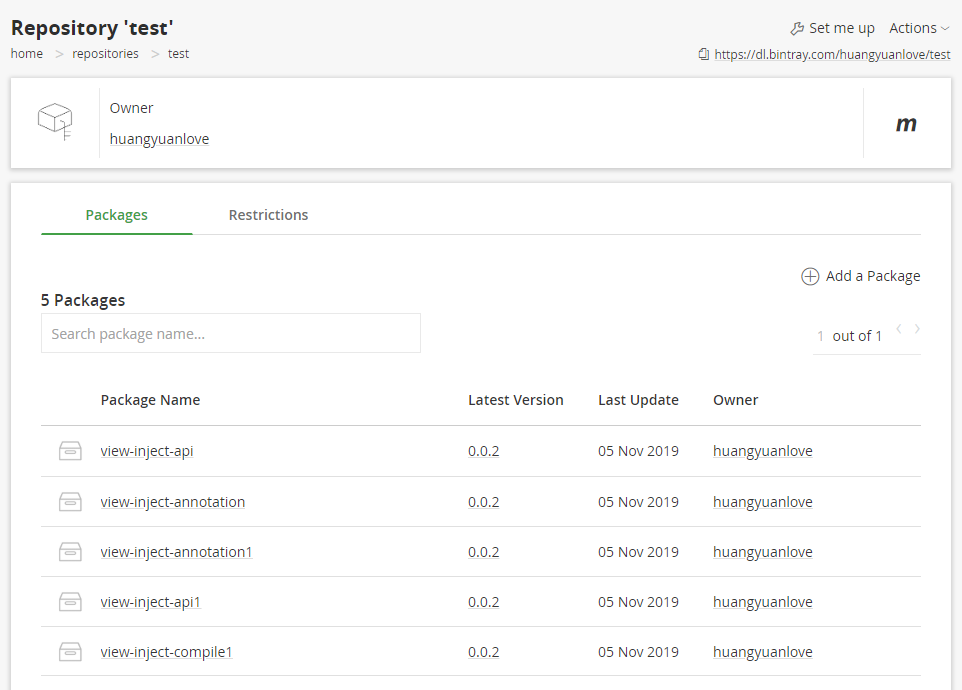 Repository 'test'
Set me up Actions
home > repositories > test
https://dl.bintray.com/huangyuanlove/test
Owner
huangyuanlove
m
Packages Restrictions
Add a Package
5 Packages
Search package name...
1 out of 1
Package Name Latest Version Last Update Owner
view-inject-api 0.0.2 05 Nov 2019 huangyuanlove
view-inject-annotation 0.0.2 05 Nov 2019 huangyuanlove
view-inject-annotation1 0.0.2 05 Nov 2019 huangyuanlove
view-inject-api1 0.0.2 05 Nov 2019 huangyuanlove
view-inject-compile1 0.0.2 05 Nov 2019 huangyuanlove